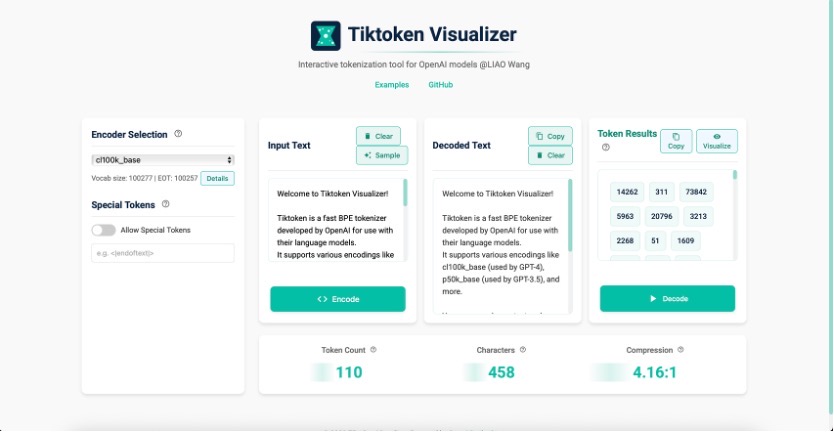 Tiktoken Visualizer
Interactive tokenization tool for OpenAI models @LIAO Wang
Examples
GitHub
Encoder Selection
cl100k_base
Vocab size: 100277 | EOT: 100257
Details
Special Tokens
Allow Special Tokens
e.g. <|endoftext|>
Input Text
Clear
Sample
Welcome to Tiktoken Visualizer!
Tiktoken is a fast BPE tokenizer
developed by OpenAI for use with
their language models.
It supports various encodings like
<> Encode
Decoded Text
Copy
Clear
Welcome to Tiktoken Visualizer!
Tiktoken is a fast BPE tokenizer
developed by OpenAI for use with
their language models.
It supports various encodings like
cl100k_base (used by GPT-4),
p50k_base (used by GPT-3.5), and
more.
Token Results
Copy
Visualize
14262 311 73842
5963 20796 3213
2268 51 1609
Decode
Token Count
110
Characters
458
Compression
4.16:1